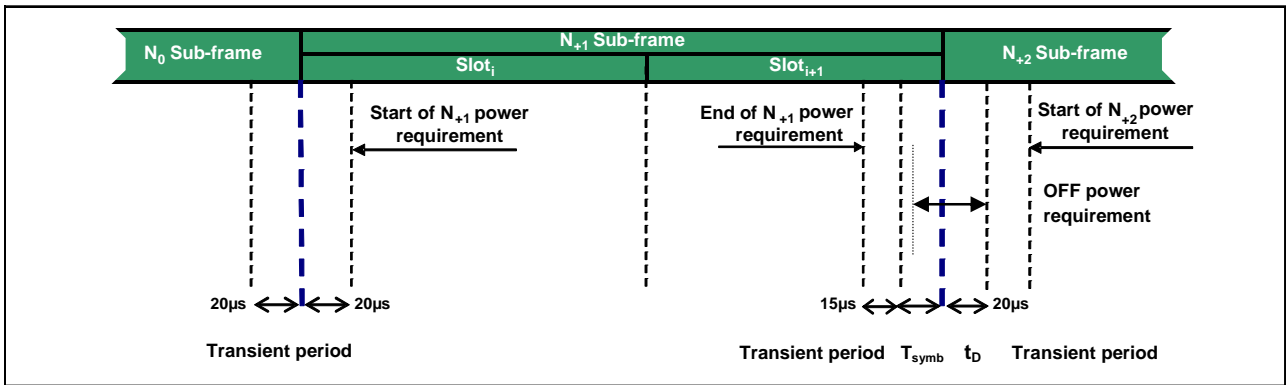 N0 Sub-frame
N+1 Sub-frame
N+2 Sub-frame
Sloti
Sloti+1
Start of N+1 power
requirement
End of N+1 power
requirement
Start of N+2 power
requirement
OFF power
requirement
20µs
20µs
15µs
20µs
Transient period
Transient period
Tsymb
tD
Transient period